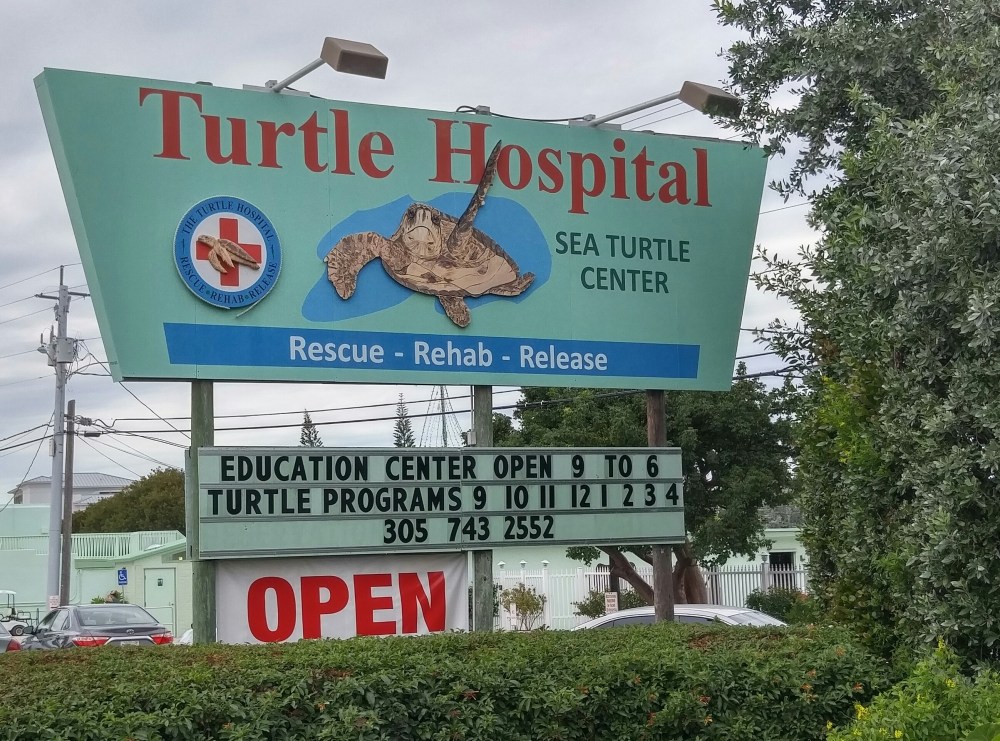 Turtle Hospital
THE TURTLE HOSPITAL
RESCUE • REHAB • RELEASE
SEA TURTLE
CENTER
Rescue - Rehab - Release
EDUCATION CENTER OPEN 9 TO 6
TURTLE PROGRAMS 9 10 11 12 1 2 3 4
305 743 2552
OPEN